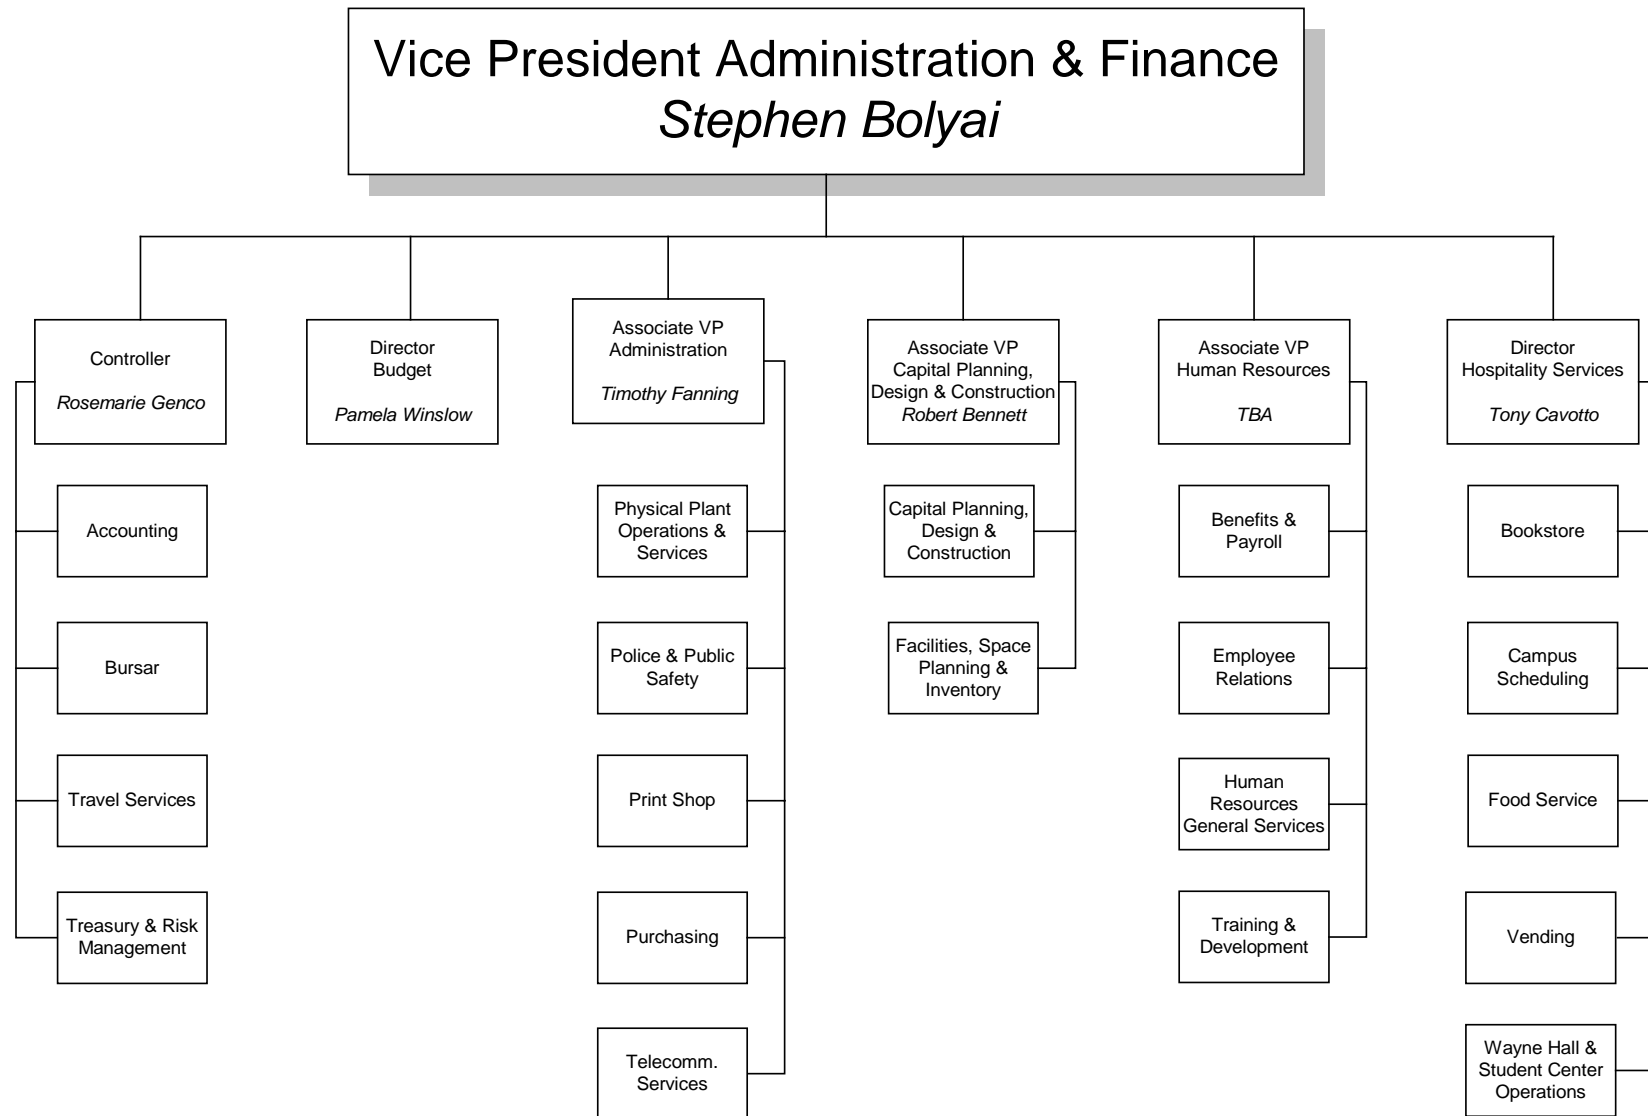 Vice President Administration & Finance
Stephen Bolyai
Controller
Rosemarie Genco
Director
Budget
Pamela Winslow
Associate VP
Administration
Timothy Fanning
Associate VP
Capital Planning,
Design & Construction
Robert Bennett
Associate VP
Human Resources
TBA
Director
Hospitality Services
Tony Cavotto
Accounting
Bursar
Travel Services
Treasury & Risk
Management
Physical Plant
Operations &
Services
Police & Public
Safety
Print Shop
Purchasing
Telecomm.
Services
Capital Planning,
Design &
Construction
Facilities, Space
Planning &
Inventory
Benefits &
Payroll
Employee
Relations
Human
Resources
General Services
Training &
Development
Bookstore
Campus
Scheduling
Food Service
Vending
Wayne Hall &
Student Center
Operations